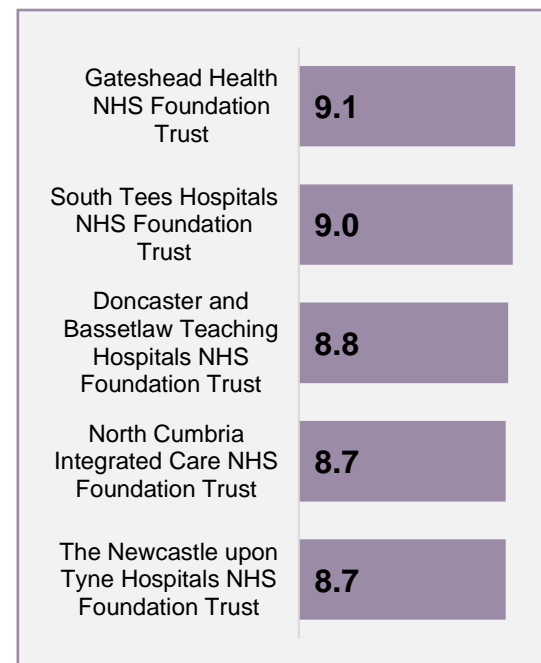 Gateshead Health
NHS Foundation
Trust
9.1
South Tees Hospitals
NHS Foundation
Trust
9.0
Doncaster and
Bassetlaw Teaching
Hospitals NHS
Foundation Trust
8.8
North Cumbria
Integrated Care NHS
Foundation Trust
8.7
The Newcastle upon
Tyne Hospitals NHS
Foundation Trust
8.7